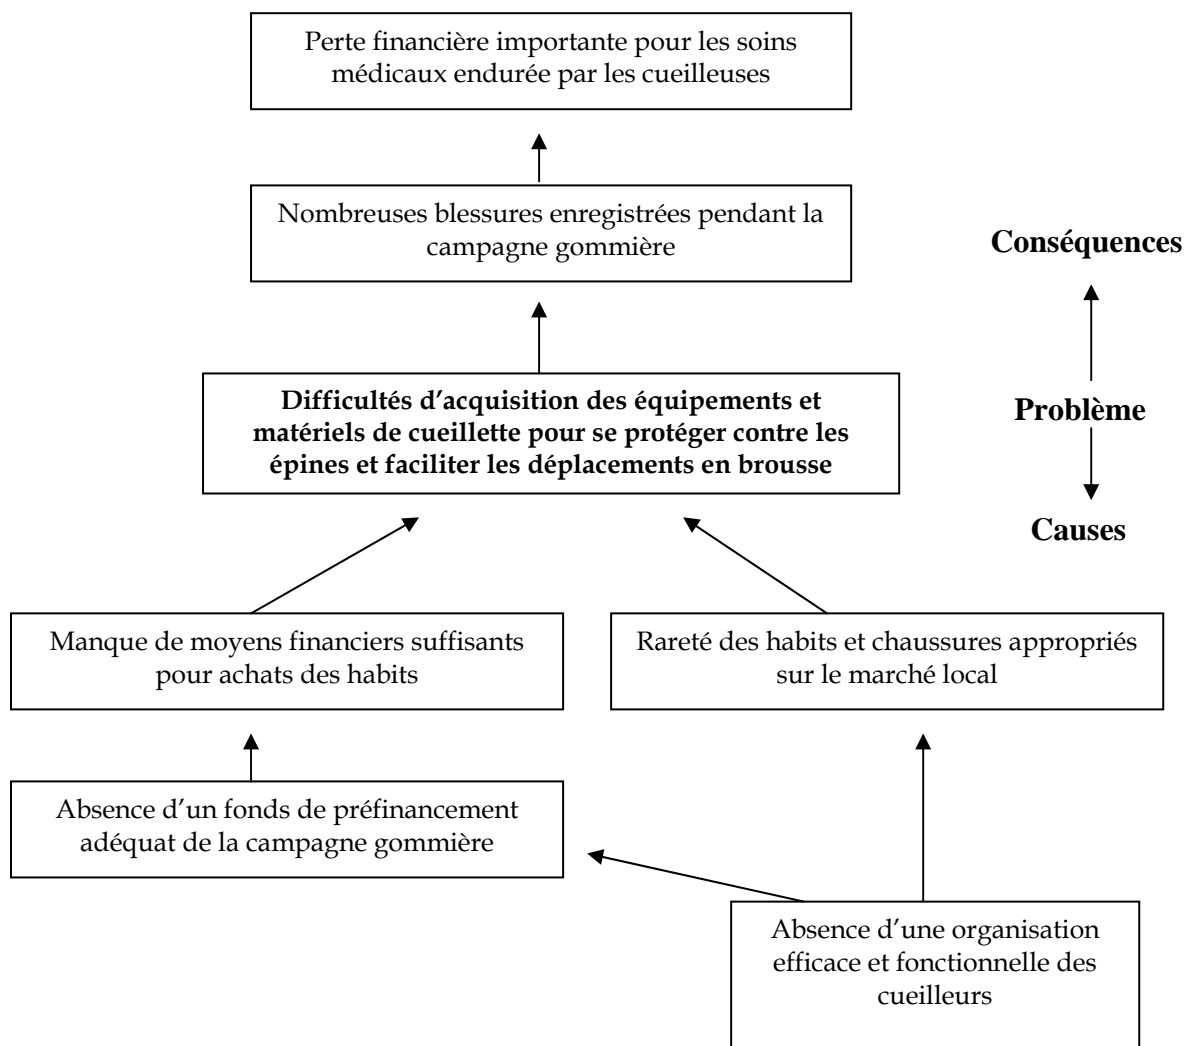 Perte financière importante pour les soins
médicaux endurée par les cueilleuses
Nombreuses blessures enregistrées pendant la
campagne gommière
Conséquences
Difficultés d’acquisition des équipements et
matériels de cueillette pour se protéger contre les
épines et faciliter les déplacements en brousse
Problème
Causes
Manque de moyens financiers suffisants
pour achats des habits
Rareté des habits et chaussures appropriés
sur le marché local
Absence d’un fonds de préfinancement
adéquat de la campagne gommière
Absence d’une organisation
efficace et fonctionnelle des
cueilleurs